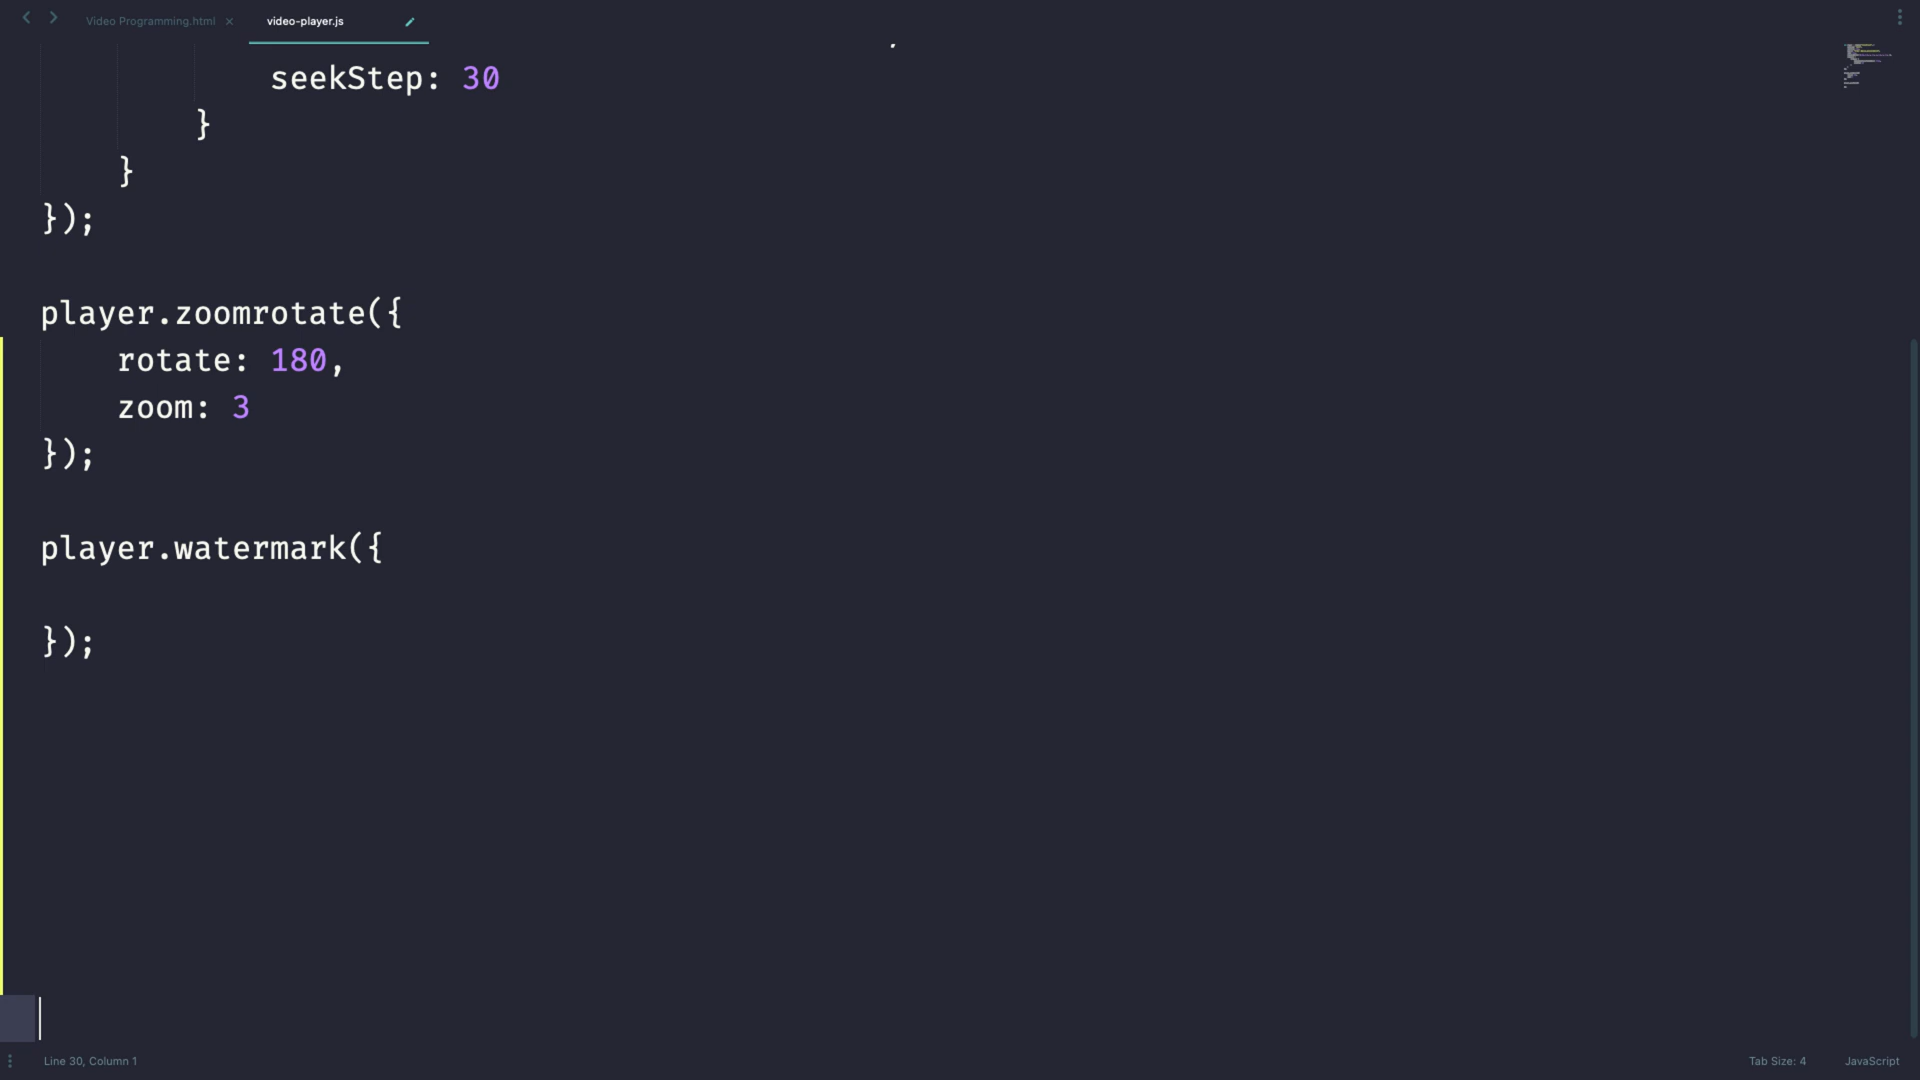 Video Programming.html
video-player.js
seekStep: 30
}
}
});
player.zoomrotate({
rotate: 180,
zoom: 3
});
player.watermark({
});
Line 30, Column 1
Tab Size: 4
JavaScript